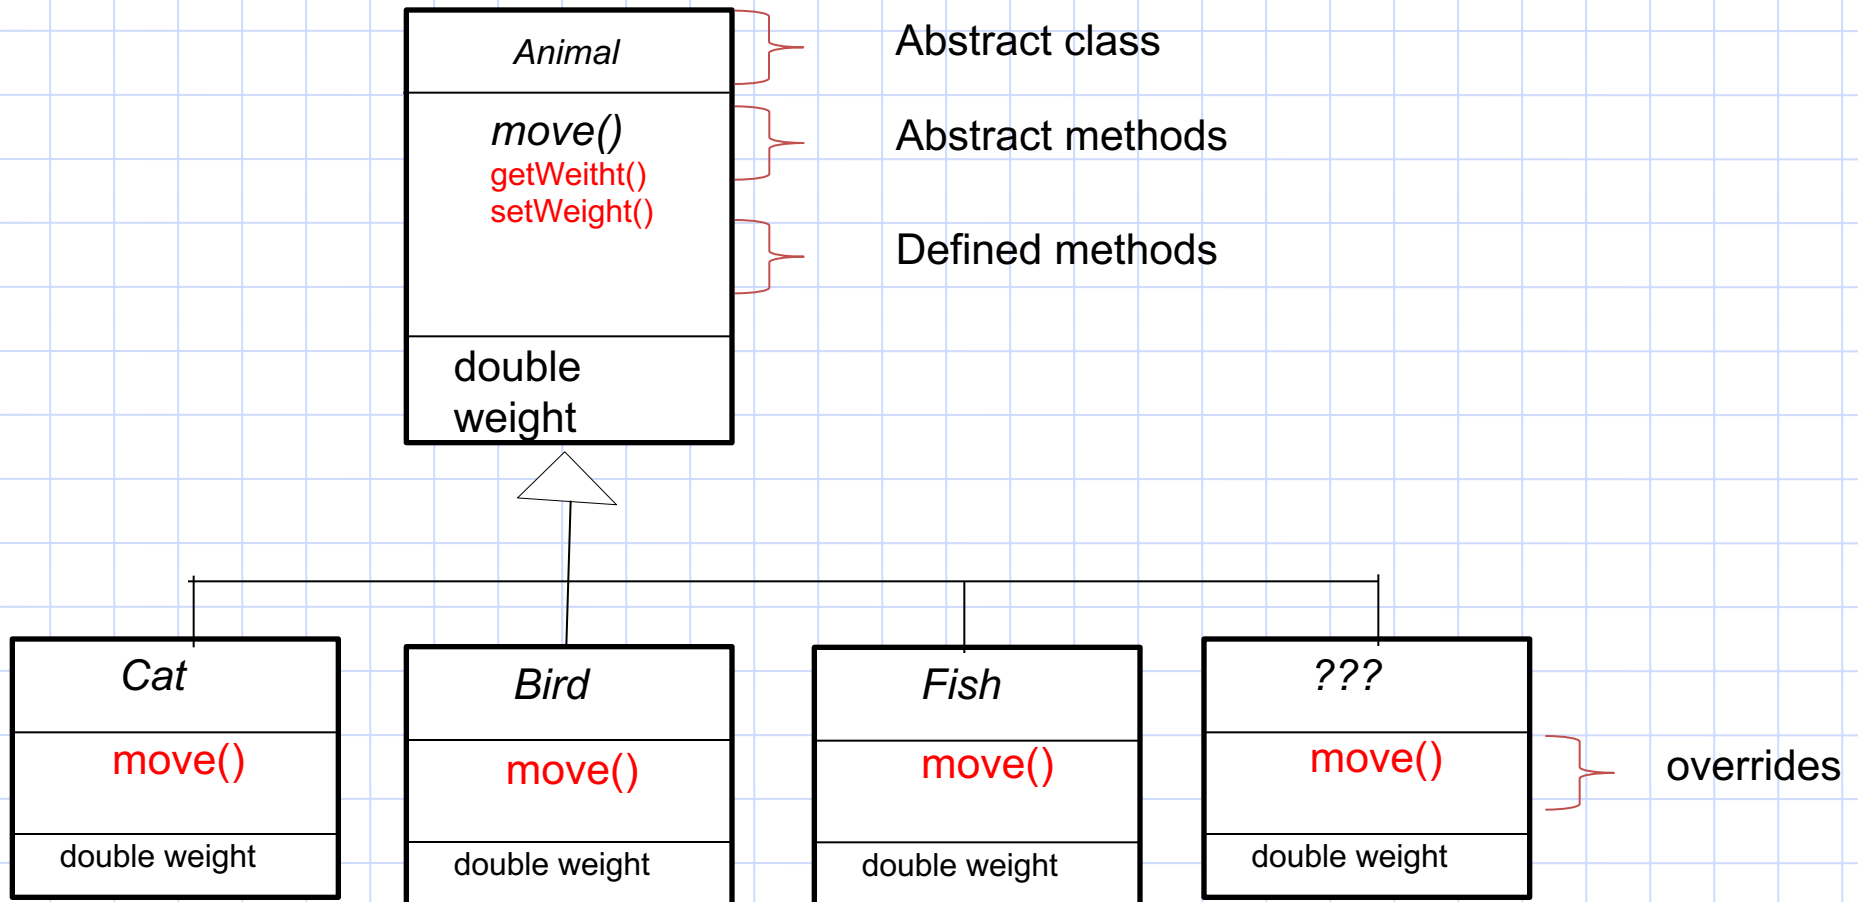 Animal
Abstract class
move()
Abstract methods
getWeitht()
setWeight()
Defined methods
double
weight
Cat
Bird
Fish
???
move()
move()
move()
move()
overrides
double weight
double weight
double weight
double weight